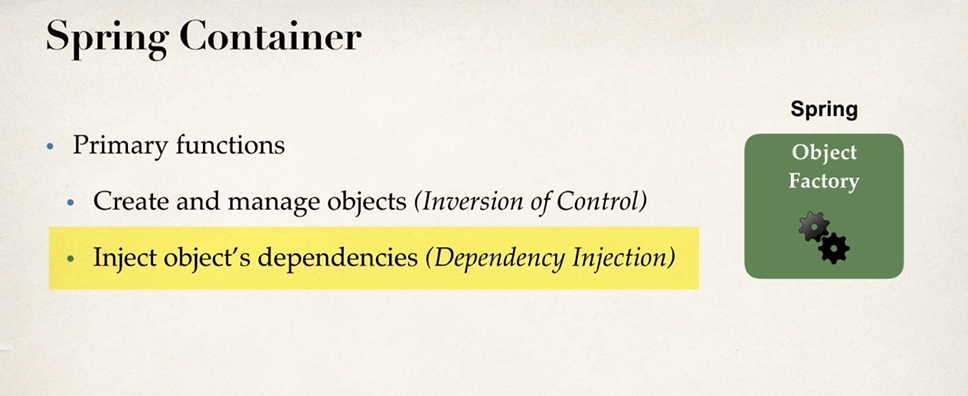 Spring Container
• Primary functions
• Create and manage objects (Inversion of Control)
• Inject object’s dependencies (Dependency Injection)
Spring
Object
Factory